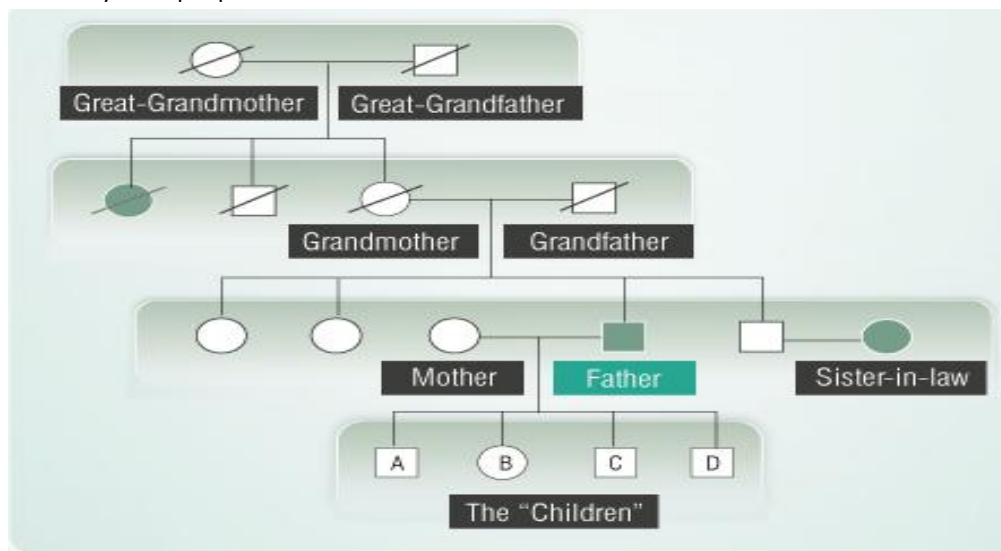 Great-Grandmother Great-Grandfather
Grandmother Grandfather
Mother Father Sister-in-law
A B C D
The “Children”